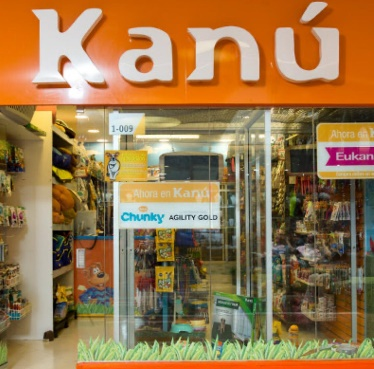 Kanú
1-009
Ahora en Kanú
Chunky AGILITY GOLD
Ahora en
Eukan